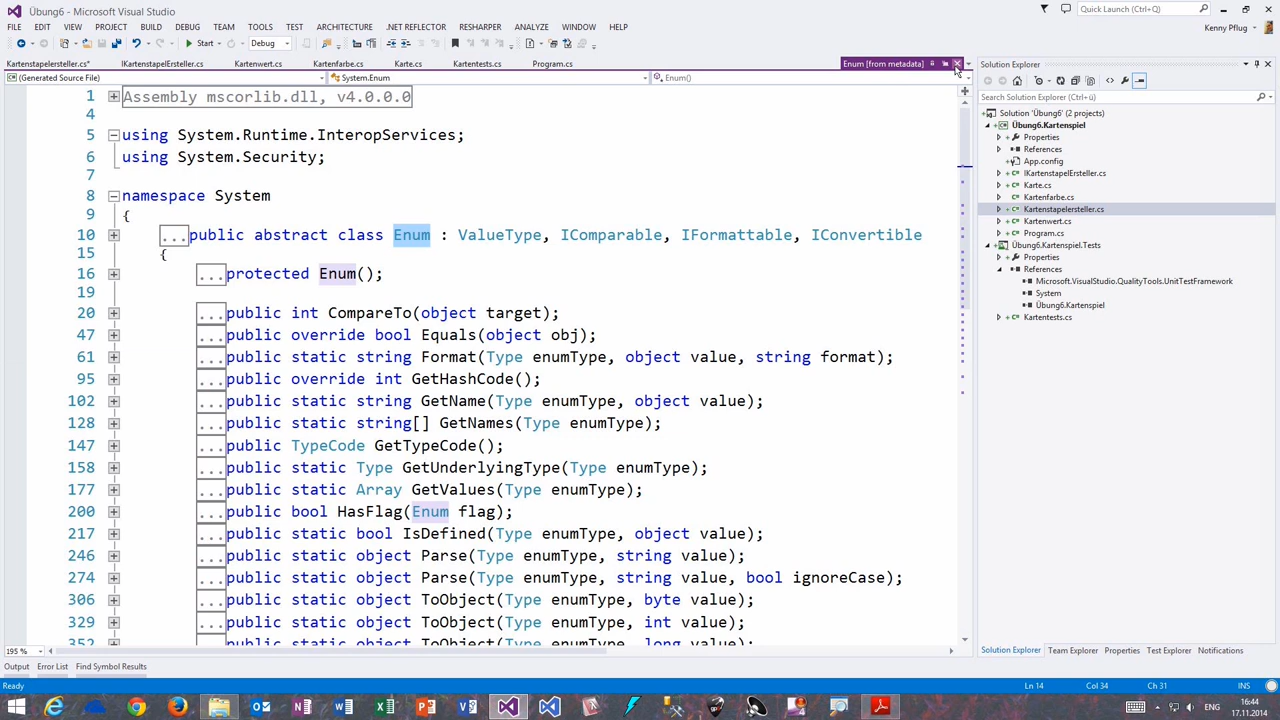 Übung6 - Microsoft Visual Studio
Quick Launch (Ctrl+Q)
FILE EDIT VIEW PROJECT BUILD DEBUG TEAM TOOLS TEST ARCHITECTURE .NET REFLECTOR RESHARPER ANALYZE WINDOW HELP
Kenny Pflug
Start
Debug
Kartenstapelersteller.cs* IKartenstapelErsteller.cs Kartenwert.cs Kartenfarbe.cs Karte.cs Kartentests.cs Program.cs Enum [from metadata]
(Generated Source File) System.Enum Enum()
1 Assembly mscorlib.dll, v4.0.0.0
4
5 using System.Runtime.InteropServices;
6 using System.Security;
7
8 namespace System
9 {
10 ...public abstract class Enum : ValueType, IComparable, IFormattable, IConvertible
15 {
16 ...protected Enum();
19
20 ...public int CompareTo(object target);
47 ...public override bool Equals(object obj);
61 ...public static string Format(Type enumType, object value, string format);
95 ...public override int GetHashCode();
102 ...public static string GetName(Type enumType, object value);
128 ...public static string[] GetNames(Type enumType);
147 ...public TypeCode GetTypeCode();
158 ...public static Type GetUnderlyingType(Type enumType);
177 ...public static Array GetValues(Type enumType);
200 ...public bool HasFlag(Enum flag);
217 ...public static bool IsDefined(Type enumType, object value);
246 ...public static object Parse(Type enumType, string value);
274 ...public static object Parse(Type enumType, string value, bool ignoreCase);
306 ...public static object ToObject(Type enumType, byte value);
329 ...public static object ToObject(Type enumType, int value);
352 ...public static object ToObject(Type enumType, long value);
195 %
Solution Explorer
Search Solution Explorer (Ctrl+ü)
Solution 'Übung6' (2 projects)
Übung6.Kartenspiel
Properties
References
App.config
IKartenstapelErsteller.cs
Karte.cs
Kartenfarbe.cs
Kartenstapelersteller.cs
Kartenwert.cs
Program.cs
Übung6.Kartenspiel.Tests
Properties
References
Microsoft.VisualStudio.QualityTools.UnitTestFramework
System
Übung6.Kartenspiel
Kartentests.cs
Solution Explorer Team Explorer Properties Test Explorer Notifications
Output Error List Find Symbol Results
Ready Ln 14 Col 34 Ch 31 INS
ENG
16:44
17.11.2014